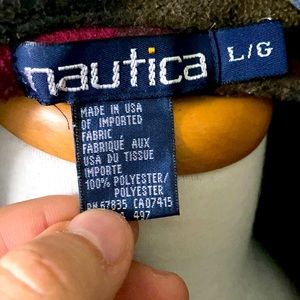 nautica
L/G
MADE IN USA
OF IMPORTED
FABRIC
FABRIQUÉ AUX
USA DU TISSUE
IMPORTE
100% POLYESTER/
POLYESTER
RN 67835 CA07415
497